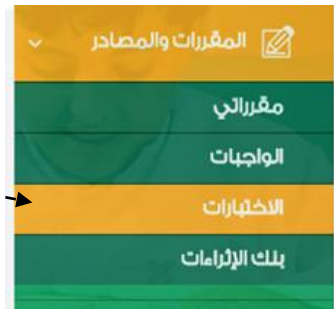 المقررات والمصادر
مقرراتي
الواجبات
الاختبارات
بنك الإثراءات